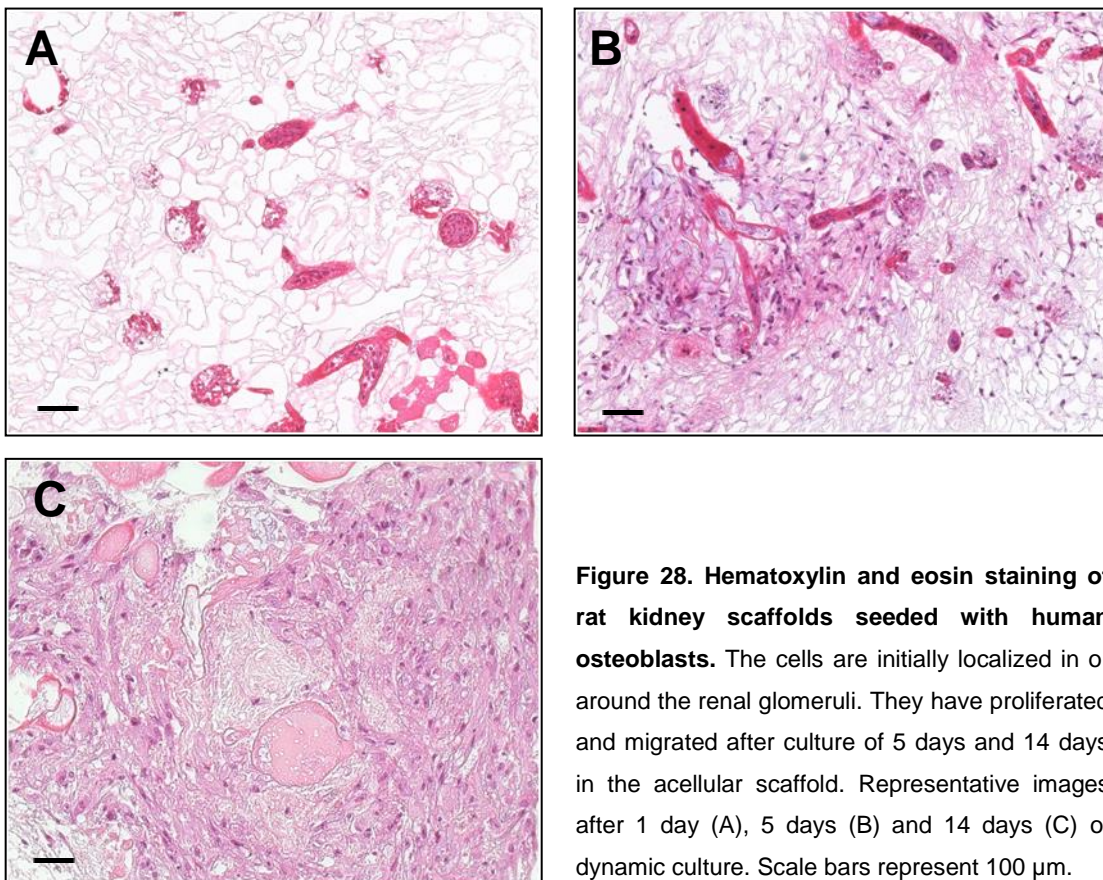 A
B
C
Figure 28. Hematoxylin and eosin staining of
rat kidney scaffolds seeded with human
osteoblasts. The cells are initially localized in o
around the renal glomeruli. They have proliferated
and migrated after culture of 5 days and 14 days
in the acellular scaffold. Representative images
after 1 day (A), 5 days (B) and 14 days (C) o
dynamic culture. Scale bars represent 100 µm.